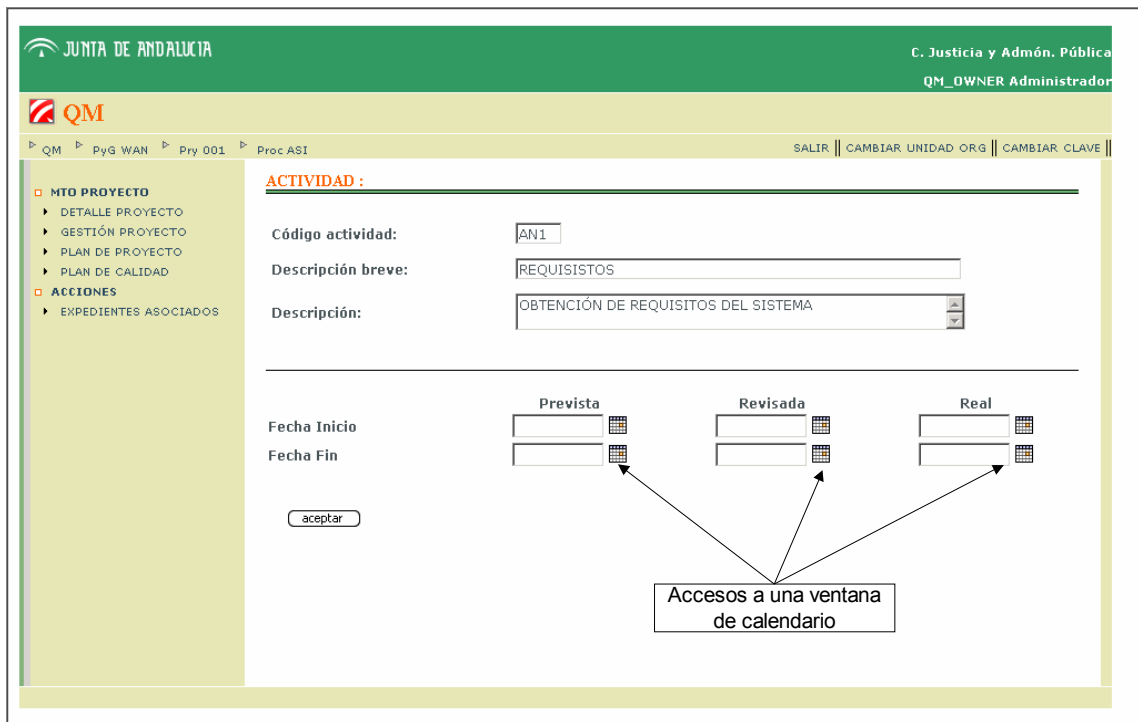 JUNTA DE ANDALUCIA
C. Justicia y Admón. Pública
QM_OWNER Administrador
QM
QM PyG WAN Pry 001 Proc ASI
SALIR || CAMBIAR UNIDAD ORG || CAMBIAR CLAVE ||
MTO PROYECTO
DETALLE PROYECTO
GESTIÓN PROYECTO
PLAN DE PROYECTO
PLAN DE CALIDAD
ACCIONES
EXPEDIENTES ASOCIADOS
ACTIVIDAD :
Código actividad: AN1
Descripción breve: REQUISISTOS
Descripción: OBTENCIÓN DE REQUISITOS DEL SISTEMA
Prevista Revisada Real
Fecha Inicio
Fecha Fin
aceptar
Accesos a una ventana
de calendario